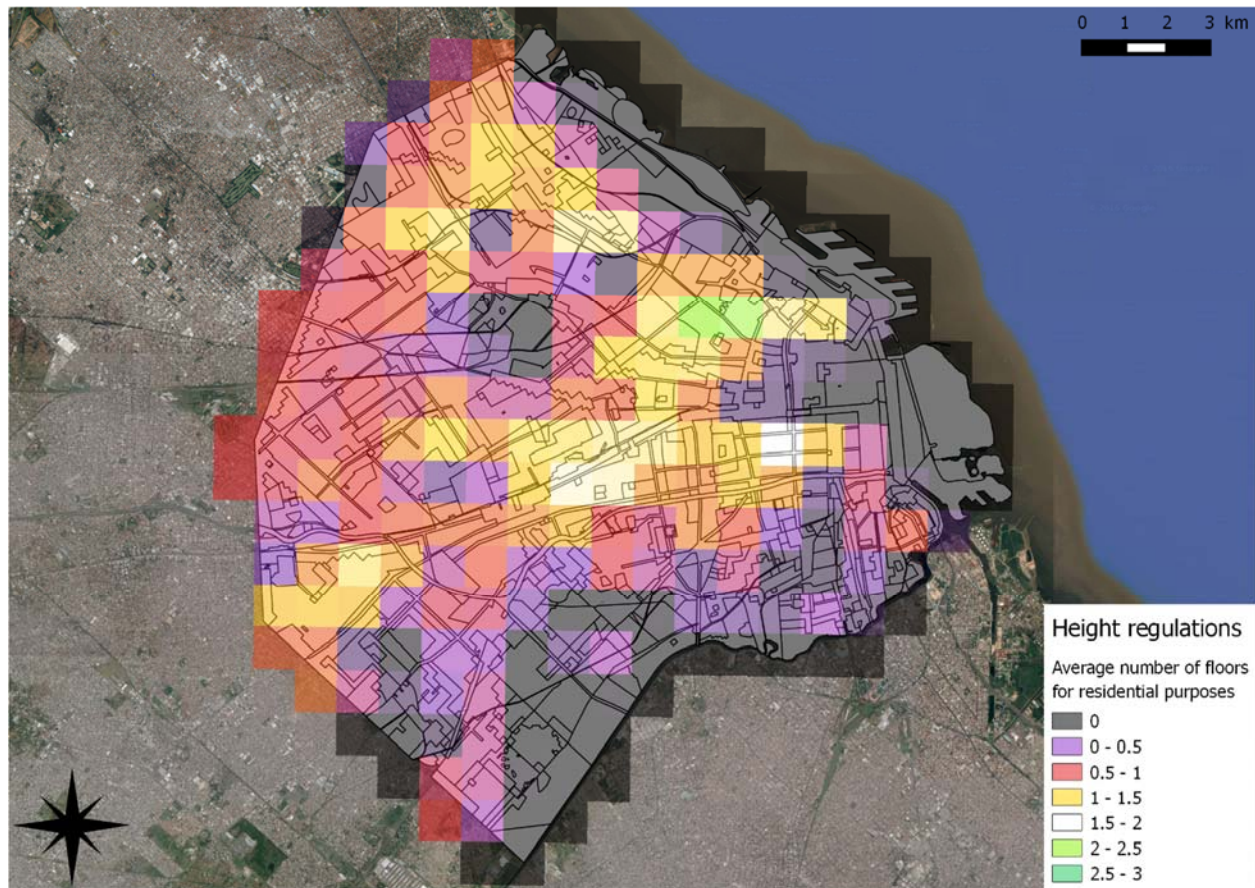 0 1 2 3 km
Height regulations
Average number of floors
for residential purposes
0
0 - 0.5
0.5 - 1
1 - 1.5
1.5 - 2
2 - 2.5
2.5 - 3